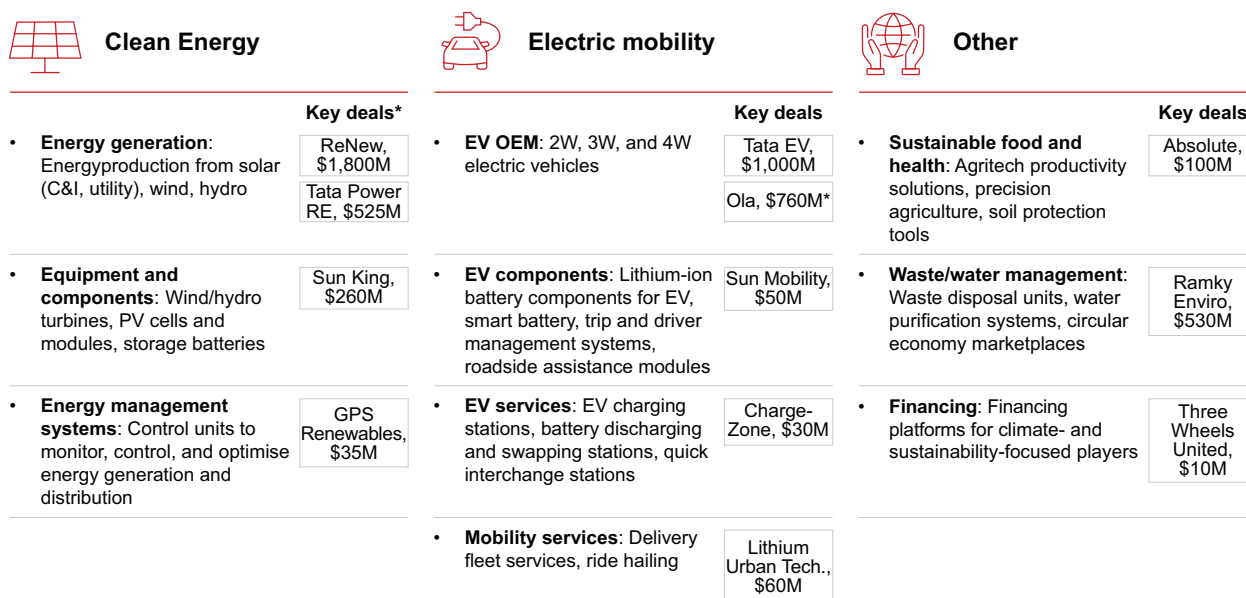 Clean Energy
Key deals*
• Energy generation:
Energyproduction from solar
(C&I, utility), wind, hydro
ReNew,
$1,800M
Tata Power
RE, $525M
• Equipment and
components: Wind/hydro
turbines, PV cells and
modules, storage batteries
Sun King,
$260M
• Energy management
systems: Control units to
monitor, control, and optimise
energy generation and
distribution
GPS
Renewables,
$35M
Electric mobility
Key deals
• EV OEM: 2W, 3W, and 4W
electric vehicles
Tata EV,
$1,000M
Ola, $760M*
• EV components: Lithium-ion
battery components for EV,
smart battery, trip and driver
management systems,
roadside assistance modules
Sun Mobility,
$50M
• EV services: EV charging
stations, battery discharging
and swapping stations, quick
interchange stations
Charge-
Zone, $30M
• Mobility services: Delivery
fleet services, ride hailing
Lithium
Urban Tech.,
$60M
Other
Key deals
• Sustainable food and
health: Agritech productivity
solutions, precision
agriculture, soil protection
tools
Absolute,
$100M
• Waste/water management:
Waste disposal units, water
purification systems, circular
economy marketplaces
Ramky
Enviro,
$530M
• Financing: Financing
platforms for climate- and
sustainability-focused players
Three
Wheels
United,
$10M